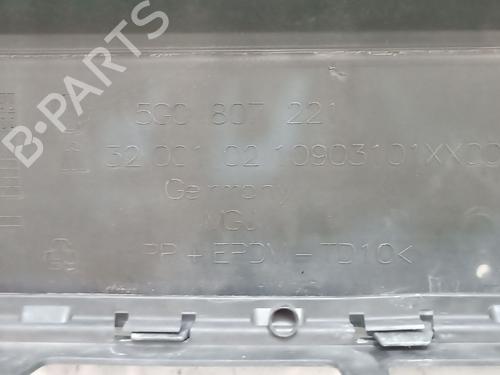 B-PARTS
5G0 807 221
32 001 02 10903101XX00
Germany
MGJ
PP + EPDM - TD10<